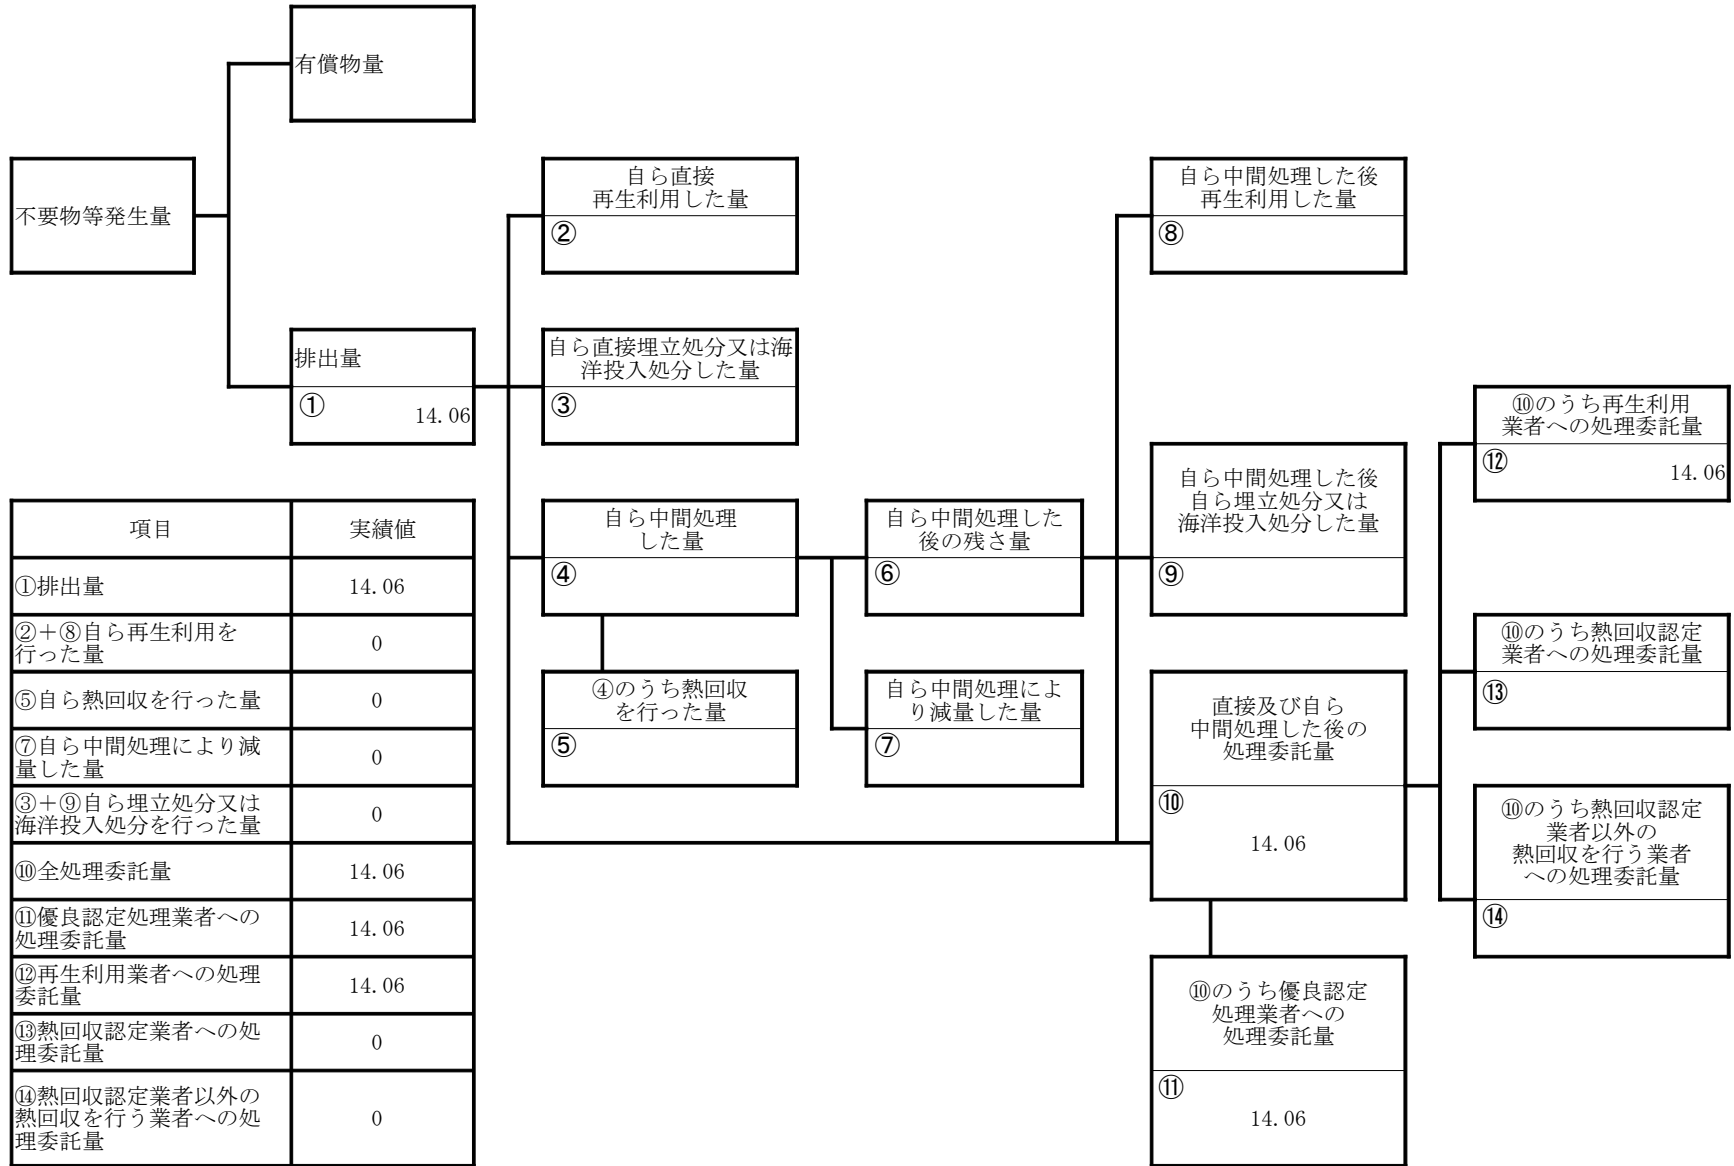 有償物量
不要物等発生量
自ら直接
再生利用した量
②
自ら中間処理した後
再生利用した量
⑧
排出量
①
14.06
自ら直接埋立処分又は海
洋投入処分した量
③
⑩のうち再生利用
業者への処理委託量
⑫
14.06
自ら中間処理
した量
④
自ら中間処理した
後の残さ量
⑥
自ら中間処理した後
自ら埋立処分又は
海洋投入処分した量
⑨
⑩のうち熱回収認定
業者への処理委託量
⑬
④のうち熱回収
を行った量
⑤
自ら中間処理によ
り減量した量
⑦
直接及び自ら
中間処理した後の
処理委託量
⑩
14.06
⑩のうち熱回収認定
業者以外の
熱回収を行う業者
への処理委託量
⑭
⑩のうち優良認定
処理業者への
処理委託量
⑪
14.06
項目 実績値
①排出量 14.06
②＋⑧自ら再生利用を
行った量 0
⑤自ら熱回収を行った量 0
⑦自ら中間処理により減
量した量 0
③＋⑨自ら埋立処分又は
海洋投入処分を行った量 0
⑩全処理委託量 14.06
⑪優良認定処理業者への
処理委託量 14.06
⑫再生利用業者への処理
委託量 14.06
⑬熱回収認定業者への処
理委託量 0
⑭熱回収認定業者以外の
熱回収を行う業者への処
理委託量 0